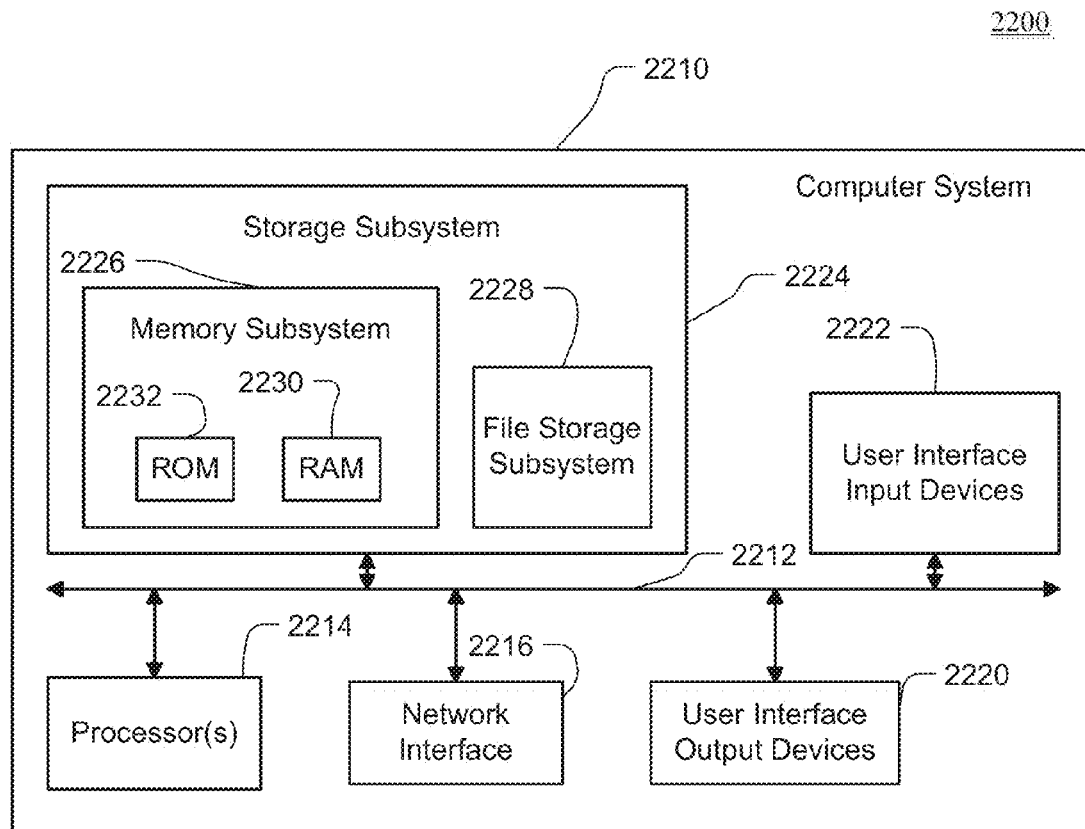 2200
2210
Computer System
Storage Subsystem
2226
2228
2224
Memory Subsystem
2222
2232
2230
File Storage
Subsystem
ROM
RAM
User Interface
Input Devices
2212
2214
2216
2220
Processor(s)
Network
Interface
User Interface
Output Devices